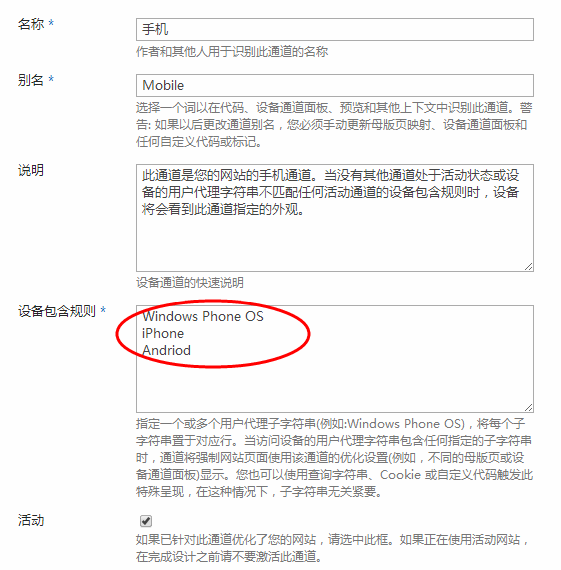 名称 *
手机
作者和其他人用于识别此通道的名称
别名 *
Mobile
选择一个词以在代码、设备通道面板、预览和其他上下文中识别此通道。警
告: 如果以后更改通道别名，您必须手动更新母版页映射、设备通道面板和
任何自定义代码或标记。
说明
此通道是您的网站的手机通道。当没有其他通道处于活动状态或设
备的用户代理字符串不匹配任何活动通道的设备包含规则时，设备
将会看到此通道指定的外观。
设备通道的快速说明
设备包含规则 *
Windows Phone OS
iPhone
Andriod
指定一个或多个用户代理子字符串(例如:Windows Phone OS)，将每个子
字符串置于对应行。当访问设备的用户代理字符串包含任何指定的子字符串
时，通道将强制网站页面使用该通道的优化设置(例如，不同的母版页或设
备通道面板)显示。您也可以使用查询字符串、Cookie 或自定义代码触发此
特殊呈现，在这种情况下，子字符串无关紧要。
活动
如果已针对此通道优化了您的网站，请选中此框。如果正在使用活动网站，
在完成设计之前请不要激活此通道。